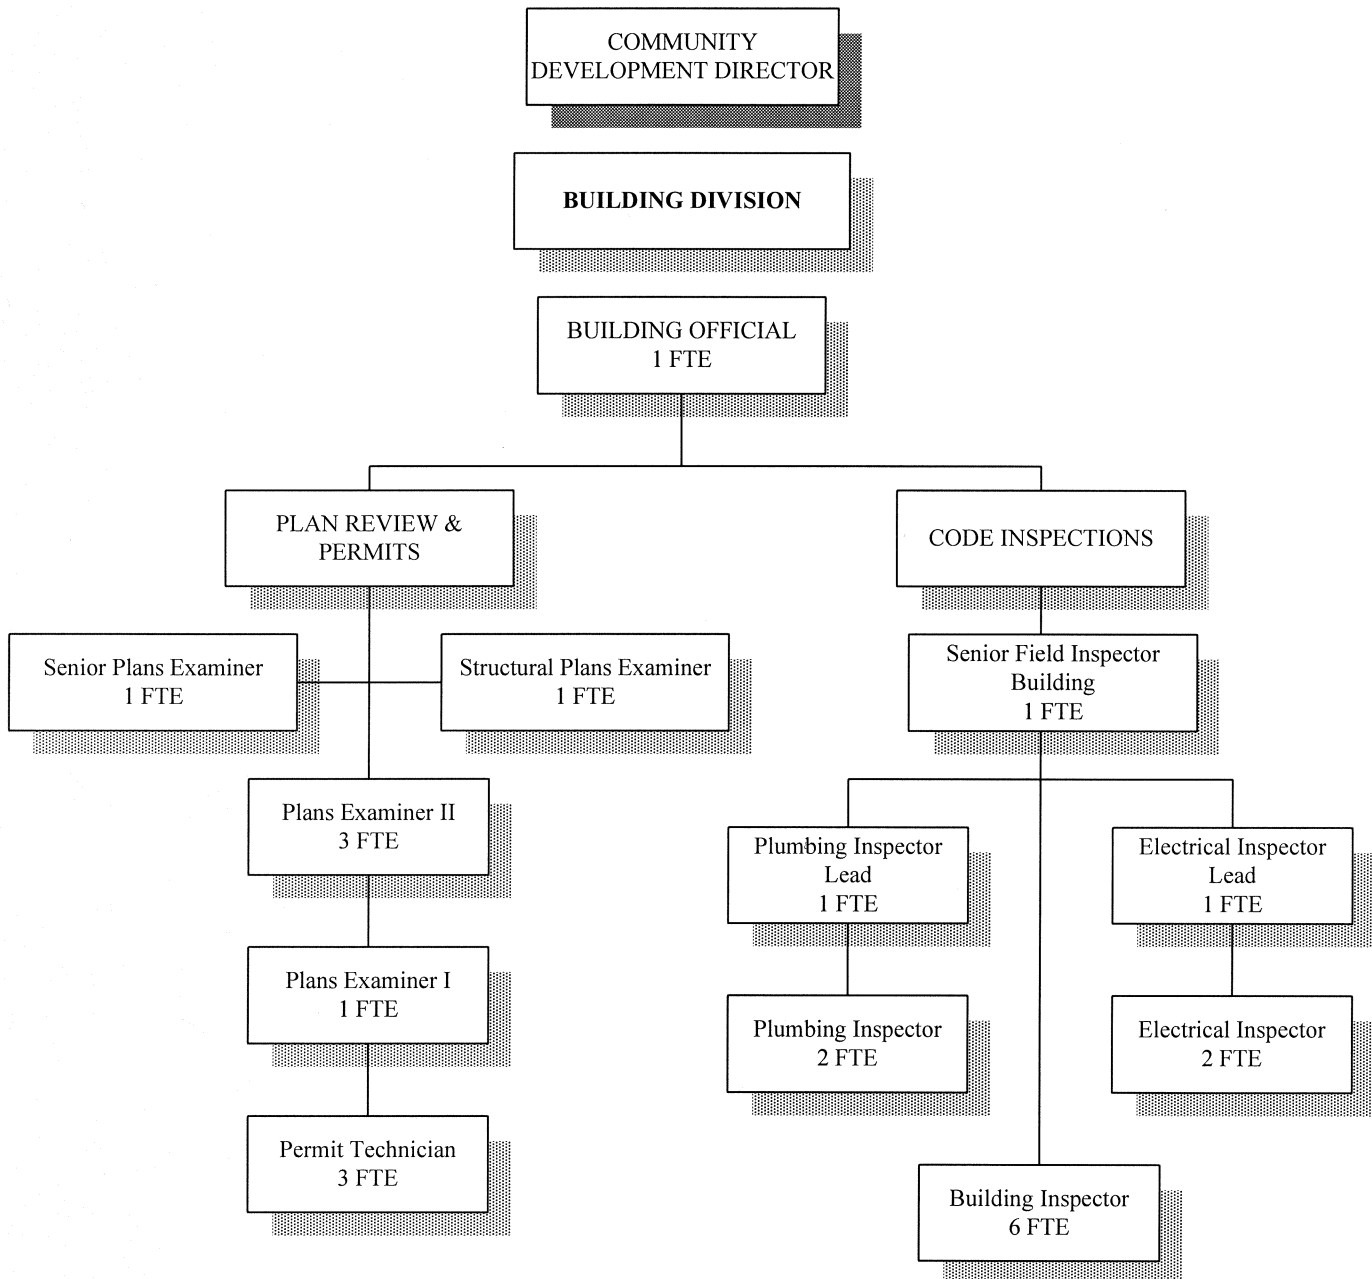 COMMUNITY
DEVELOPMENT DIRECTOR
BUILDING DIVISION
BUILDING OFFICIAL
1 FTE
PLAN REVIEW &
PERMITS
CODE INSPECTIONS
Senior Plans Examiner
1 FTE
Structural Plans Examiner
1 FTE
Senior Field Inspector
Building
1 FTE
Plans Examiner II
3 FTE
Plumbing Inspector
Lead
1 FTE
Electrical Inspector
Lead
1 FTE
Plans Examiner I
1 FTE
Plumbing Inspector
2 FTE
Electrical Inspector
2 FTE
Permit Technician
3 FTE
Building Inspector
6 FTE